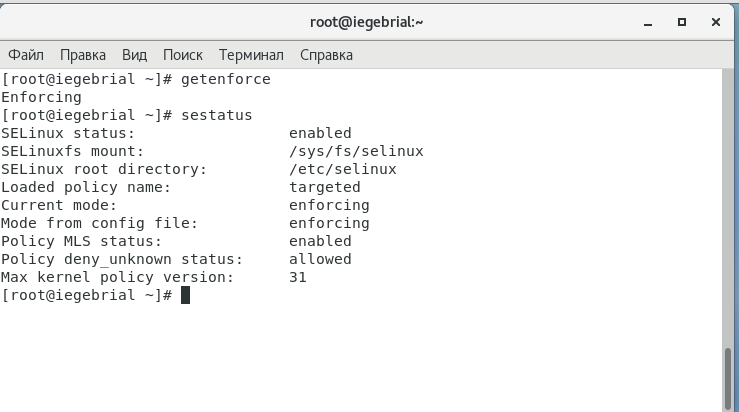 root@iegebrial:~
Файл Правка Вид Поиск Терминал Справка
[root@iegebrial ~]# getenforce
Enforcing
[root@iegebrial ~]# sestatus
SELinux status:                 enabled
SELinuxfs mount:                /sys/fs/selinux
SELinux root directory:         /etc/selinux
Loaded policy name:             targeted
Current mode:                   enforcing
Mode from config file:          enforcing
Policy MLS status:              enabled
Policy deny_unknown status:     allowed
Max kernel policy version:      31
[root@iegebrial ~]#